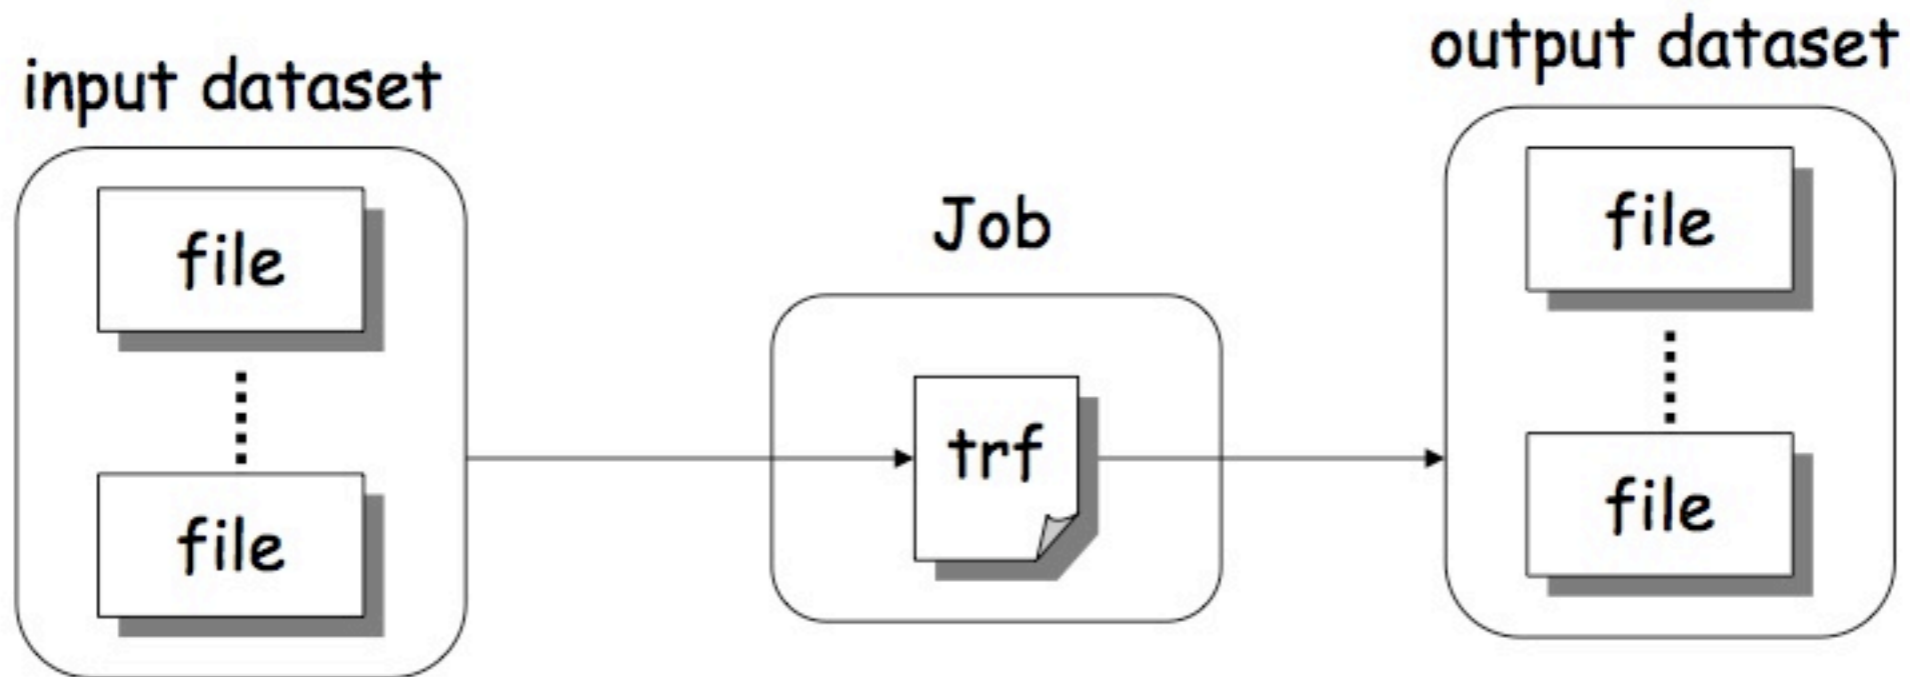 input dataset
file
file
Job
trf
output dataset
file
file